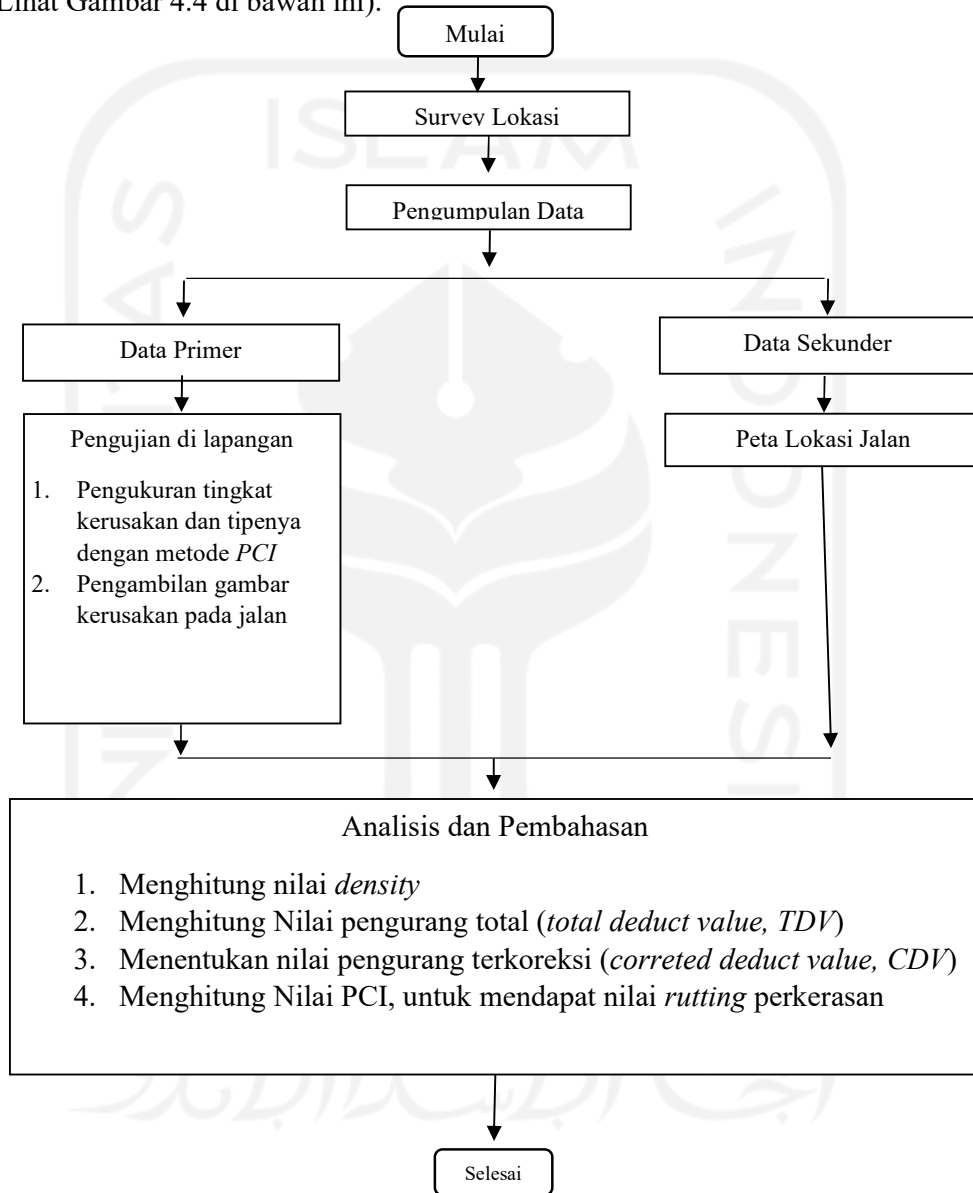 Lihat Gambar 4.4 di bawah ini).
Mulai
Survey Lokasi
Pengumpulan Data
Data Primer
Data Sekunder
Pengujian di lapangan
1. Pengukuran tingkat
kerusakan dan tipenya
dengan metode PCI
2. Pengambilan gambar
kerusakan pada jalan
Peta Lokasi Jalan
Analisis dan Pembahasan
1. Menghitung nilai density
2. Menghitung Nilai pengurang total (total deduct value, TDV)
3. Menentukan nilai pengurang terkoreksi (correted deduct value, CDV)
4. Menghitung Nilai PCI, untuk mendapat nilai rutting perkerasan
Selesai
ISLAM